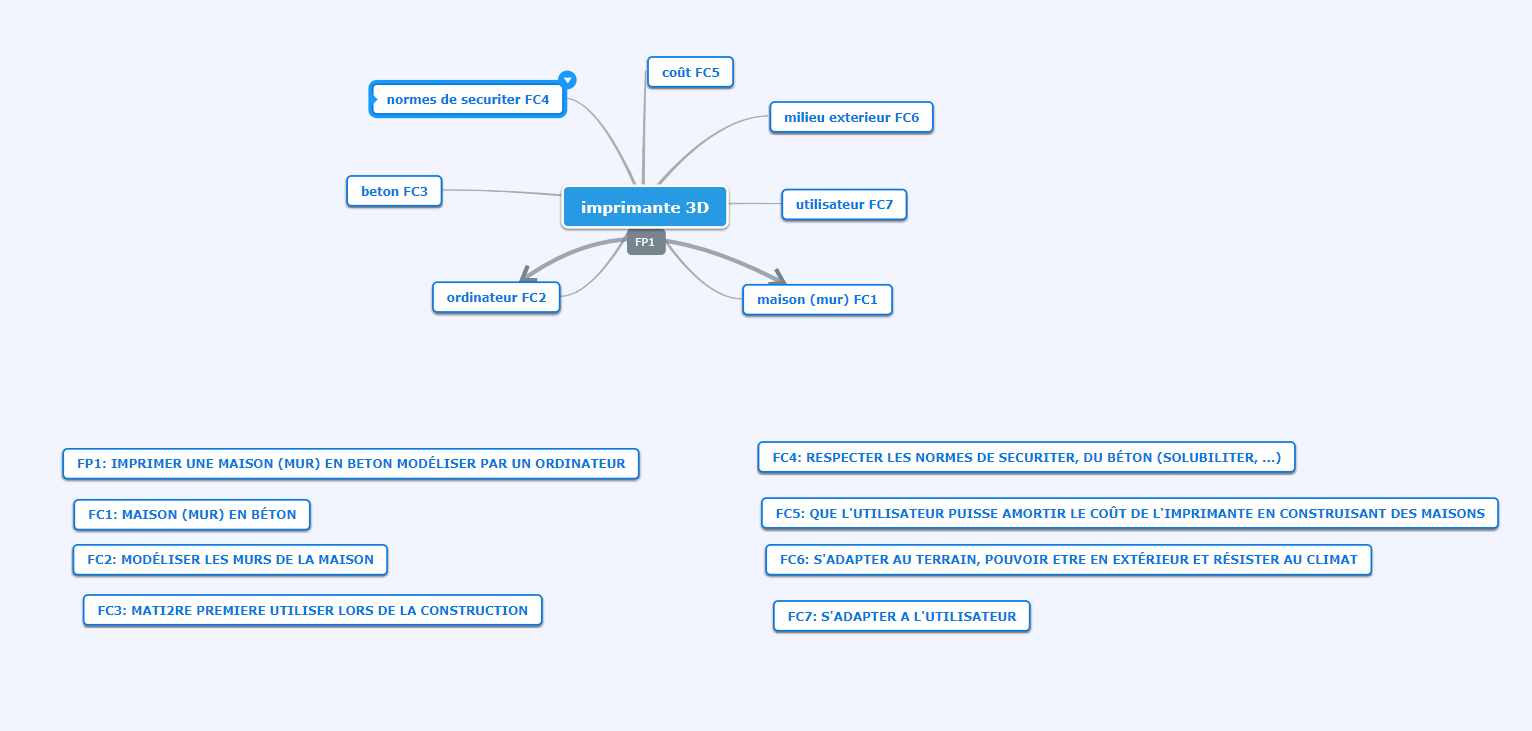 coût FC5
normes de securiter FC4
milieu exterieur FC6
beton FC3
imprimante 3D
utilisateur FC7
FP1
ordinateur FC2
maison (mur) FC1
FP1: IMPRIMER UNE MAISON (MUR) EN BETON MODÉLISER PAR UN ORDINATEUR
FC1: MAISON (MUR) EN BÉTON
FC2: MODÉLISER LES MURS DE LA MAISON
FC3: MATI2RE PREMIERE UTILISER LORS DE LA CONSTRUCTION
FC4: RESPECTER LES NORMES DE SECURITER, DU BÉTON (SOLUBILITER, ...)
FC5: QUE L'UTILISATEUR PUISSE AMORTIR LE COÛT DE L'IMPRIMANTE EN CONSTRUISANT DES MAISONS
FC6: S'ADAPTER AU TERRAIN, POUVOIR ETRE EN EXTÉRIEUR ET RÉSISTER AU CLIMAT
FC7: S'ADAPTER A L'UTILISATEUR